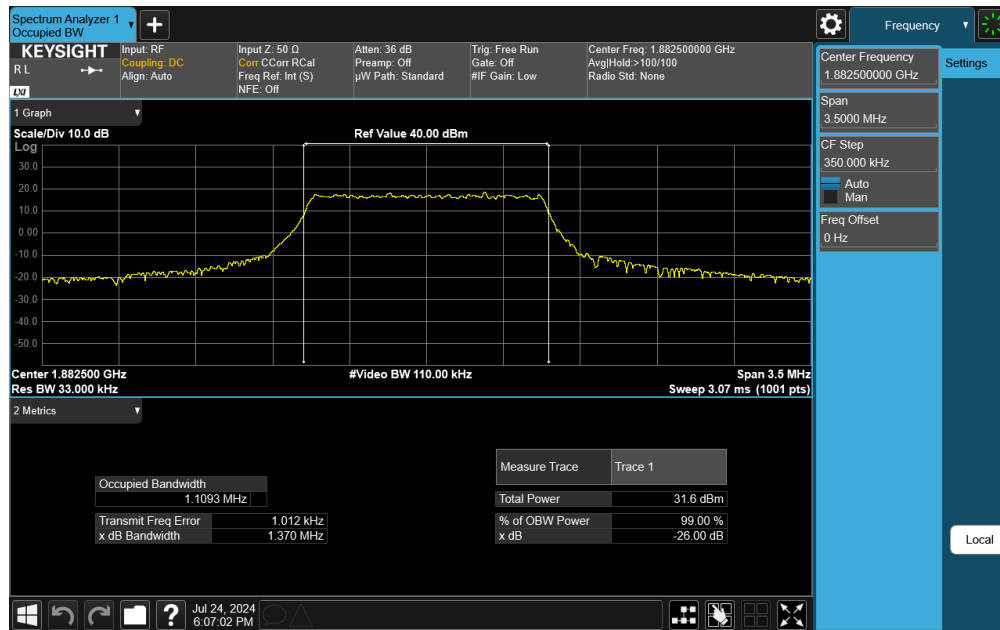 Spectrum Analyzer 1
Occupied BW
+
Frequency
KEYSIGHT
R L
LXI
Input: RF
Coupling: DC
Align: Auto
Input Z: 50 Ω
Corr CCorr RCal
Freq Ref: Int (S)
NFE: Off
Atten: 36 dB
Preamp: Off
µW Path: Standard
Trig: Free Run
Gate: Off
#IF Gain: Low
Center Freq: 1.882500000 GHz
Avg|Hold:>100/100
Radio Std: None
Center Frequency
1.882500000 GHz
Settings
Span
3.5000 MHz
CF Step
350.000 kHz
Auto
Man
Freq Offset
0 Hz
Local
1 Graph
Scale/Div 10.0 dB
Ref Value 40.00 dBm
Log
30.0
20.0
10.0
0.00
-10.0
-20.0
-30.0
-40.0
-50.0
Center 1.882500 GHz
#Video BW 110.00 kHz
Span 3.5 MHz
Res BW 33.000 kHz
Sweep 3.07 ms (1001 pts)
2 Metrics
Occupied Bandwidth
1.1093 MHz
Transmit Freq Error 1.012 kHz
x dB Bandwidth 1.370 MHz
Measure Trace Trace 1
Total Power 31.6 dBm
% of OBW Power 99.00 %
x dB -26.00 dB
?
Jul 24, 2024
6:07:02 PM